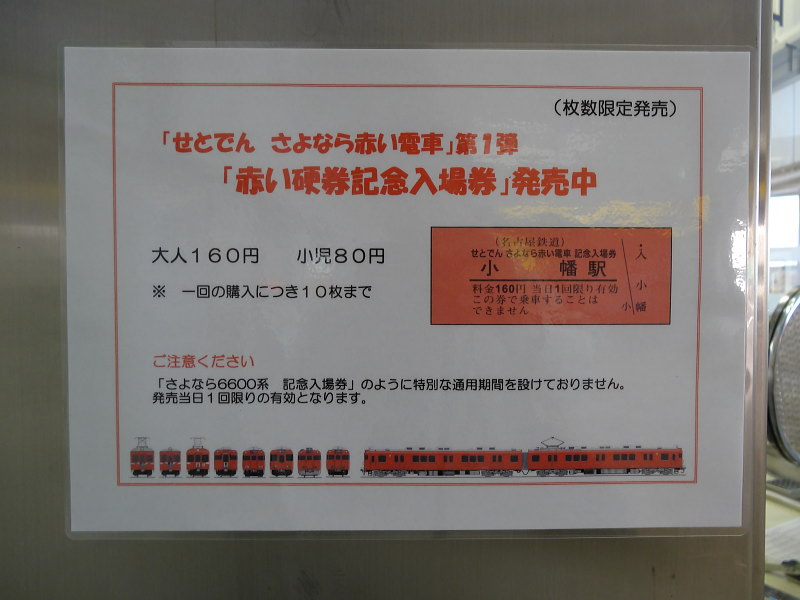 （枚数限定発売）
「せとでん さよなら赤い電車」第１弾
「赤い硬券記念入場券」発売中
大人１６０円　小児８０円
※　一回の購入につき１０枚まで
（名古屋鉄道）
せとでん さよなら赤い電車 記念入場券
小　幡駅
料金160円 当日1回限り有効
この券で乗車することは
できません
・入
小
幡
小
ご注意ください
「さよなら6600系　記念入場券」のように特別な通用期間を設けておりません。
発売当日１回限りの有効となります。